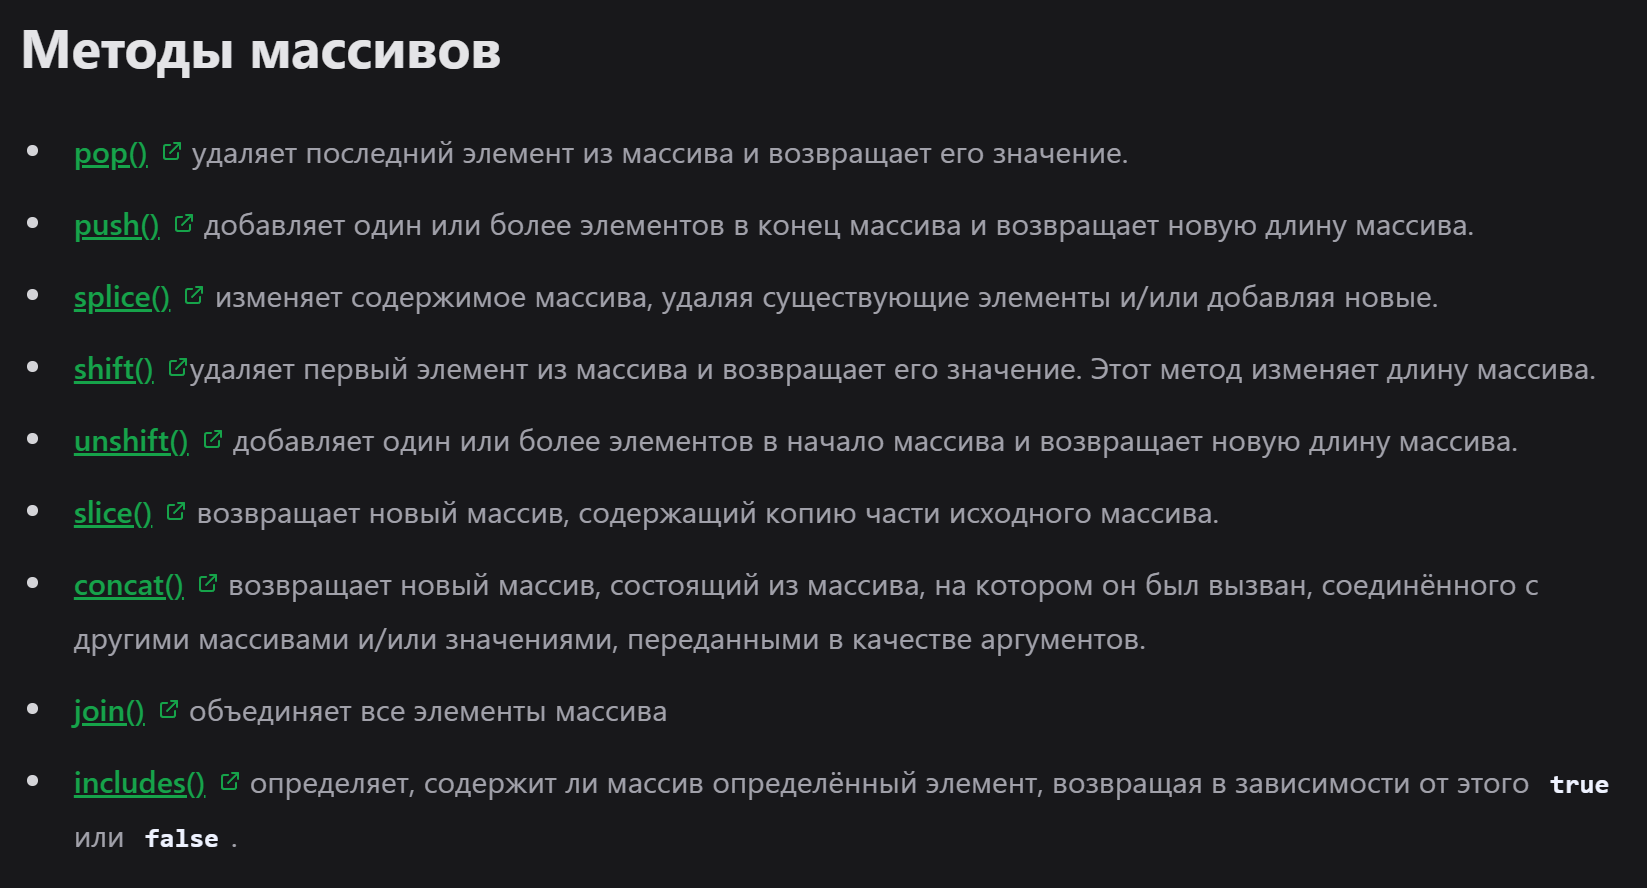 Методы массивов
pop() удаляет последний элемент из массива и возвращает его значение.
push() добавляет один или более элементов в конец массива и возвращает новую длину массива.
splice() изменяет содержимое массива, удаляя существующие элементы и/или добавляя новые.
shift() удаляет первый элемент из массива и возвращает его значение. Этот метод изменяет длину массива.
unshift() добавляет один или более элементов в начало массива и возвращает новую длину массива.
slice() возвращает новый массив, содержащий копию части исходного массива.
concat() возвращает новый массив, состоящий из массива, на котором он был вызван, соединённого с
другими массивами и/или значениями, переданными в качестве аргументов.
join() объединяет все элементы массива
includes() определяет, содержит ли массив определённый элемент, возвращая в зависимости от этого true
или false .